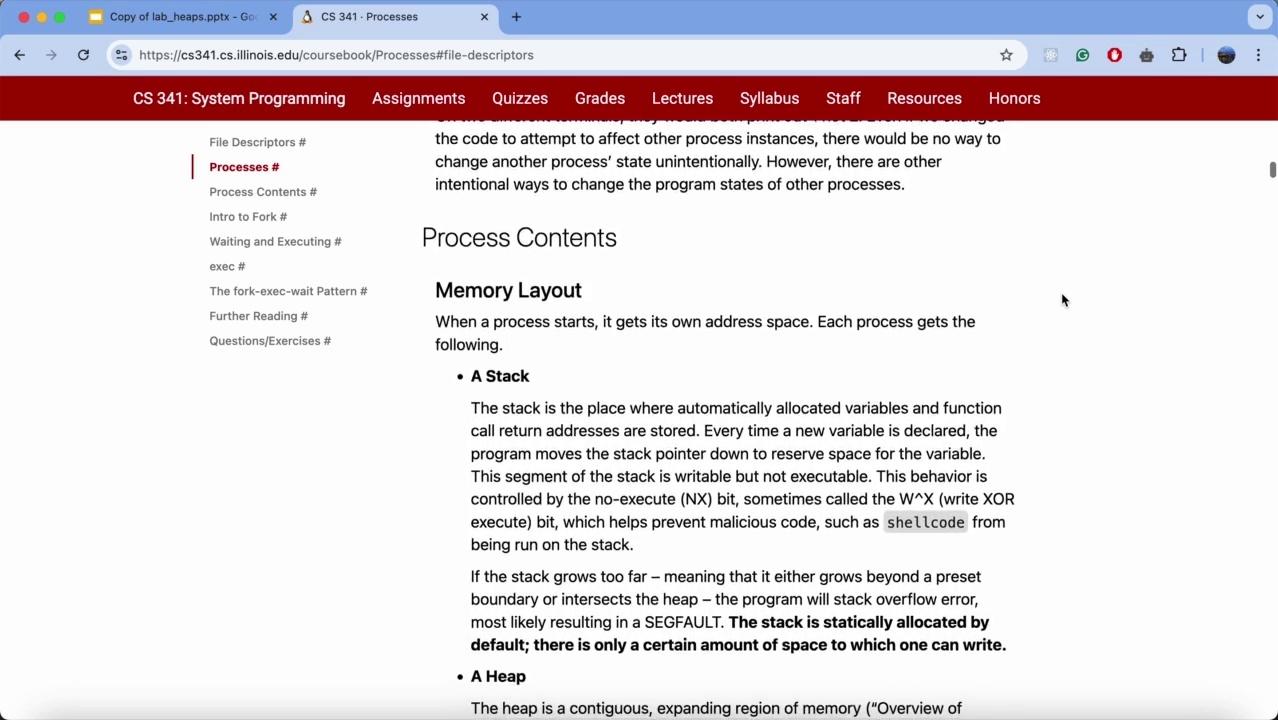 Copy of lab_heaps.pptx - Goo
CS 341 · Processes
https://cs341.cs.illinois.edu/coursebook/Processes#file-descriptors
CS 341: System Programming
Assignments
Quizzes
Grades
Lectures
Syllabus
Staff
Resources
Honors
File Descriptors #
Processes #
Process Contents #
Intro to Fork #
Waiting and Executing #
exec #
The fork-exec-wait Pattern #
Further Reading #
Questions/Exercises #
the code to attempt to affect other process instances, there would be no way to
change another process’ state unintentionally. However, there are other
intentional ways to change the program states of other processes.
Process Contents
Memory Layout
When a process starts, it gets its own address space. Each process gets the
following.
• A Stack
The stack is the place where automatically allocated variables and function
call return addresses are stored. Every time a new variable is declared, the
program moves the stack pointer down to reserve space for the variable.
This segment of the stack is writable but not executable. This behavior is
controlled by the no-execute (NX) bit, sometimes called the W^X (write XOR
execute) bit, which helps prevent malicious code, such as shellcode from
being run on the stack.
If the stack grows too far – meaning that it either grows beyond a preset
boundary or intersects the heap – the program will stack overflow error,
most likely resulting in a SEGFAULT. The stack is statically allocated by
default; there is only a certain amount of space to which one can write.
• A Heap
The heap is a contiguous, expanding region of memory (“Overview of